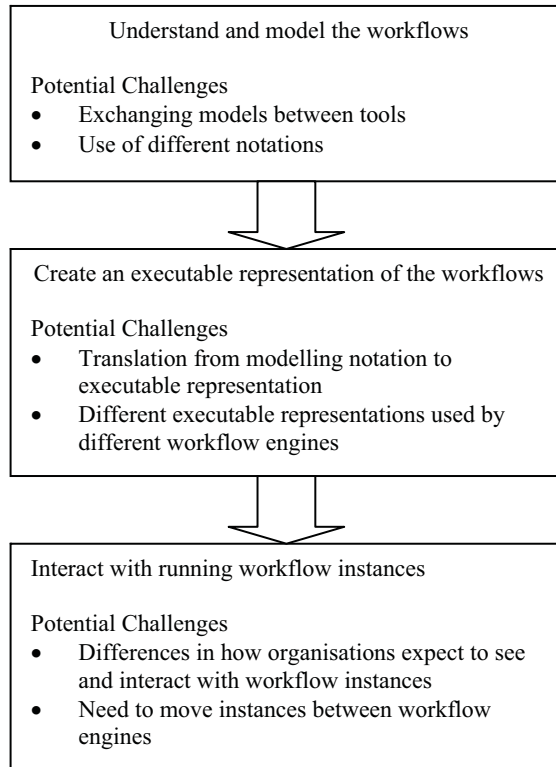 Understand and model the workflows
Potential Challenges
• Exchanging models between tools
• Use of different notations
Create an executable representation of the workflows
Potential Challenges
• Translation from modelling notation to
executable representation
• Different executable representations used by
different workflow engines
Interact with running workflow instances
Potential Challenges
• Differences in how organisations expect to see
and interact with workflow instances
• Need to move instances between workflow
engines